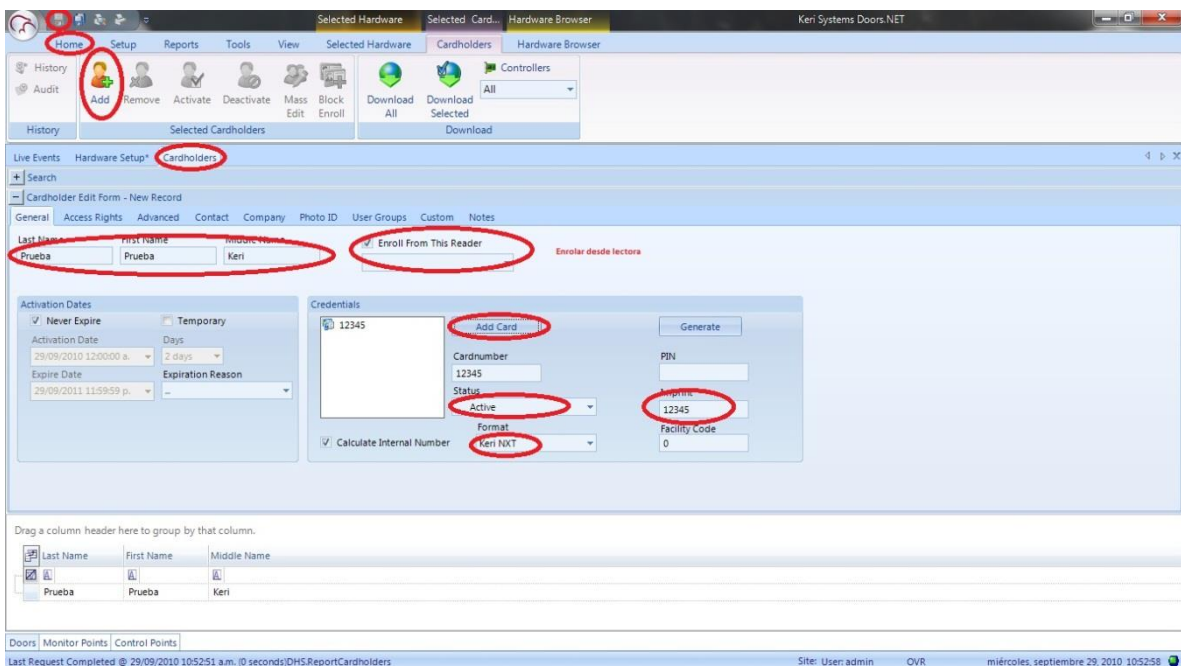 Selected Hardware Selected Card... Hardware Browser Keri Systems Doors.NET
Home Setup Reports Tools View Selected Hardware Cardholders Hardware Browser
History
Audit
Add Remove Activate Deactivate Mass Edit Block Enroll
Download All Download Selected
Controllers
All
History Selected Cardholders Download
Live Events Hardware Setup* Cardholders
+ Search
- Cardholder Edit Form - New Record
General Access Rights Advanced Contact Company Photo ID User Groups Custom Notes
Last Name First Name Middle Name Enroll From This Reader
Prueba Prueba Keri
Enrolar desde lectora
Activation Dates Credentials
Never Expire Temporary 12345 Add Card Generate
Activation Date Days
29/09/2010 12:00:00 a. 2 days
Cardnumber PIN
12345
Expire Date Expiration Reason
29/09/2011 11:59:59 p. _
Status Imprint
Active 12345
Format Facility Code
Calculate Internal Number Keri NXT 0
Drag a column header here to group by that column.
Last Name First Name Middle Name
Prueba Prueba Keri
Doors Monitor Points Control Points
Last Request Completed @ 29/09/2010 10:52:51 a.m. (0 seconds)DHS.ReportCardholders Site: User: admin OVR miércoles, septiembre 29, 2010 10:52:58